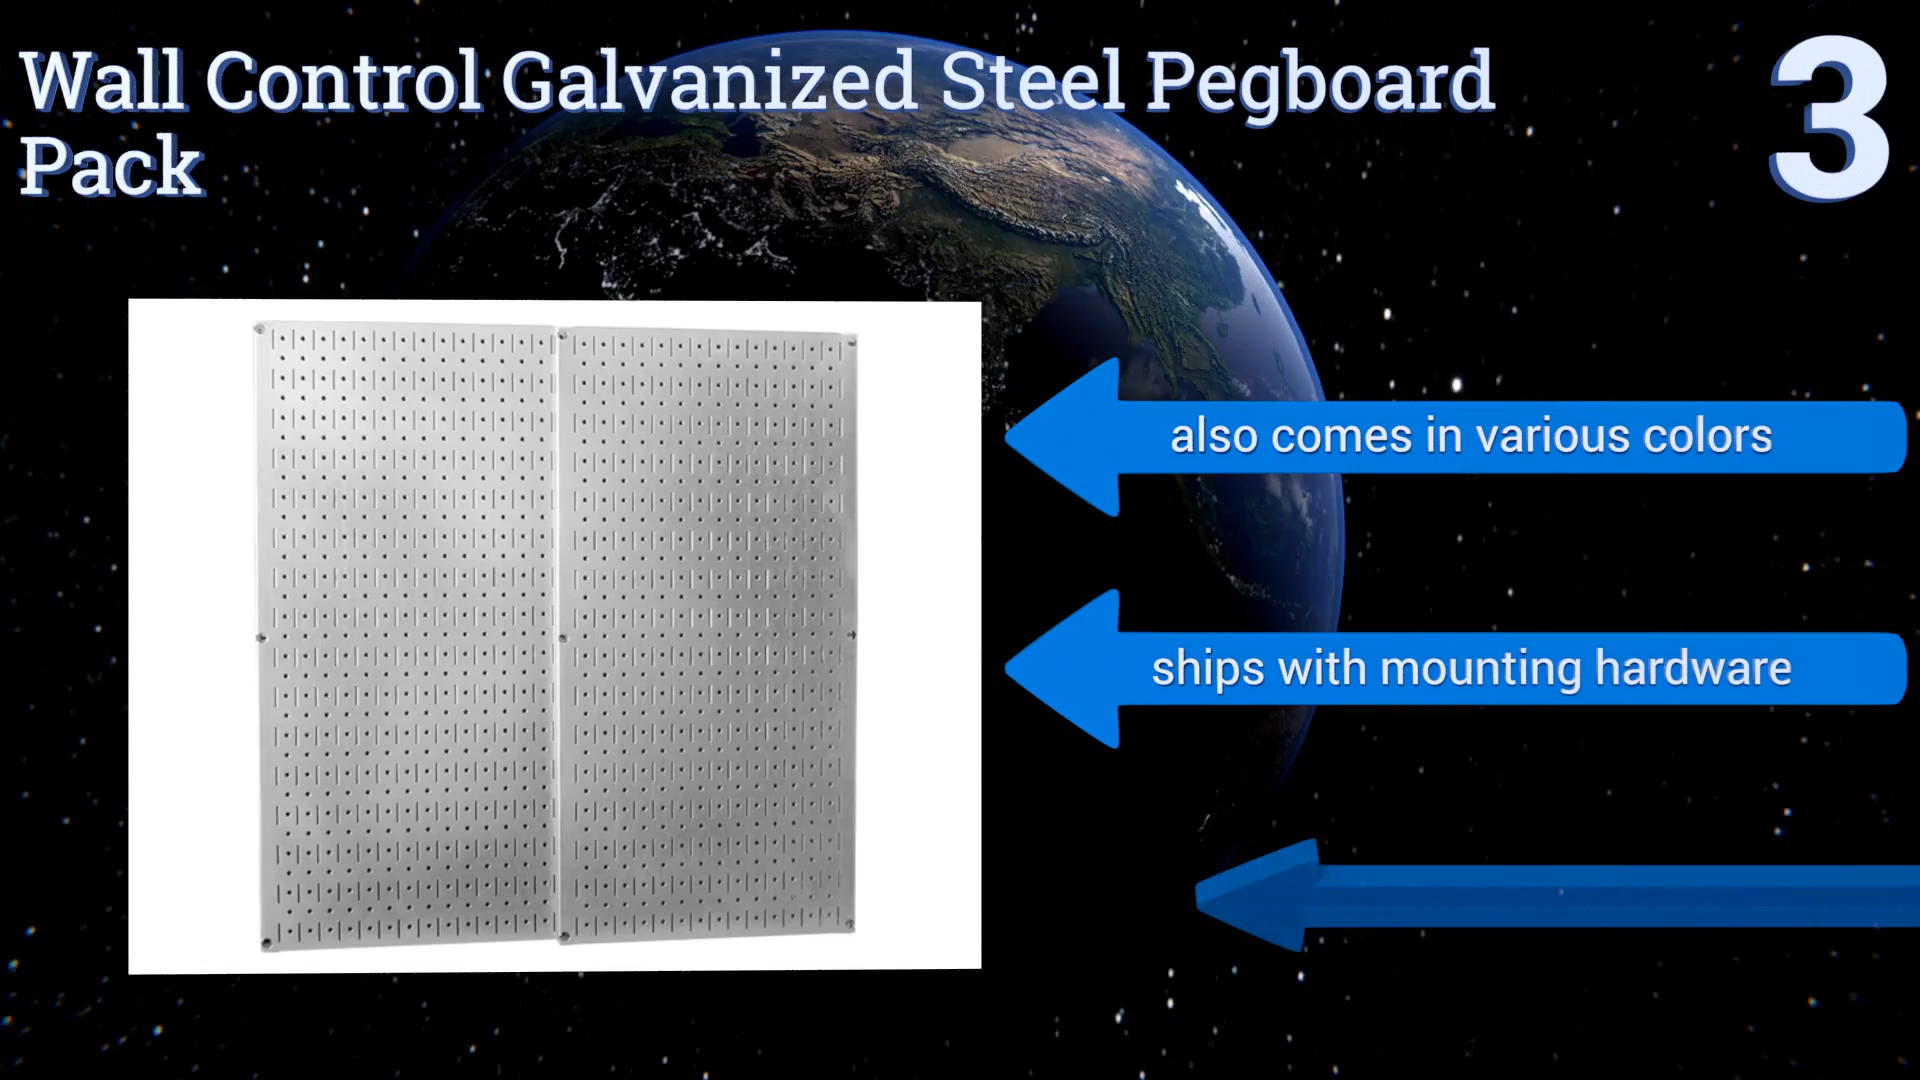 Wall Control Galvanized Steel Pegboard
Pack
3
also comes in various colors
ships with mounting hardware